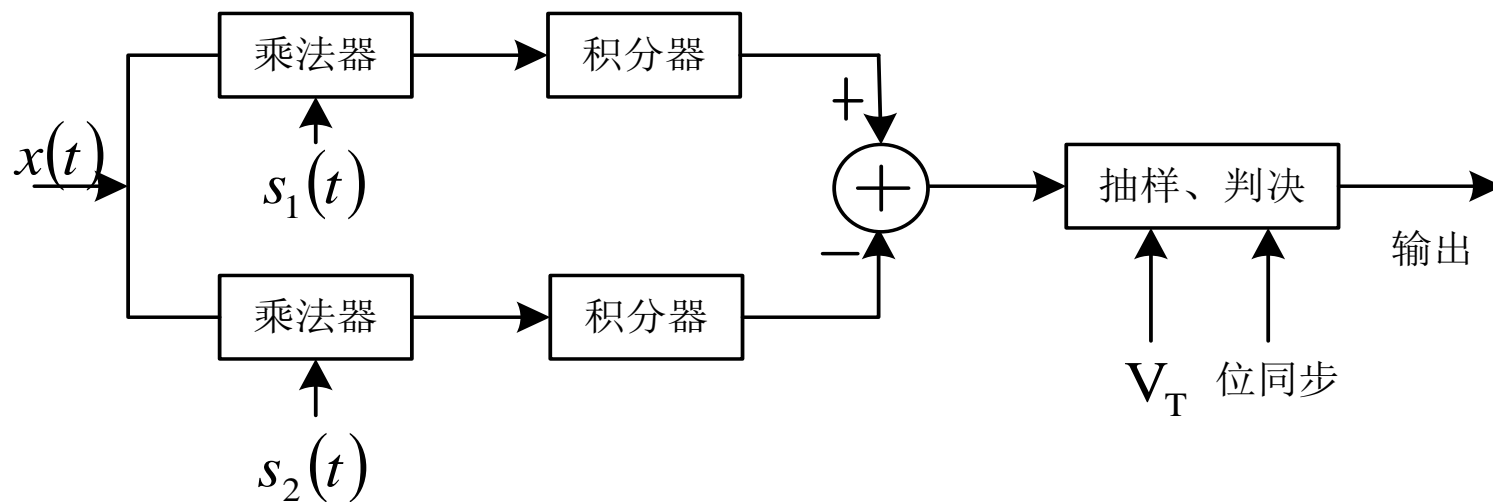 乘法器
积分器
x(t)
s₁(t)
+
+
−
抽样、判决
输出
乘法器
积分器
V_T
位同步
s₂(t)